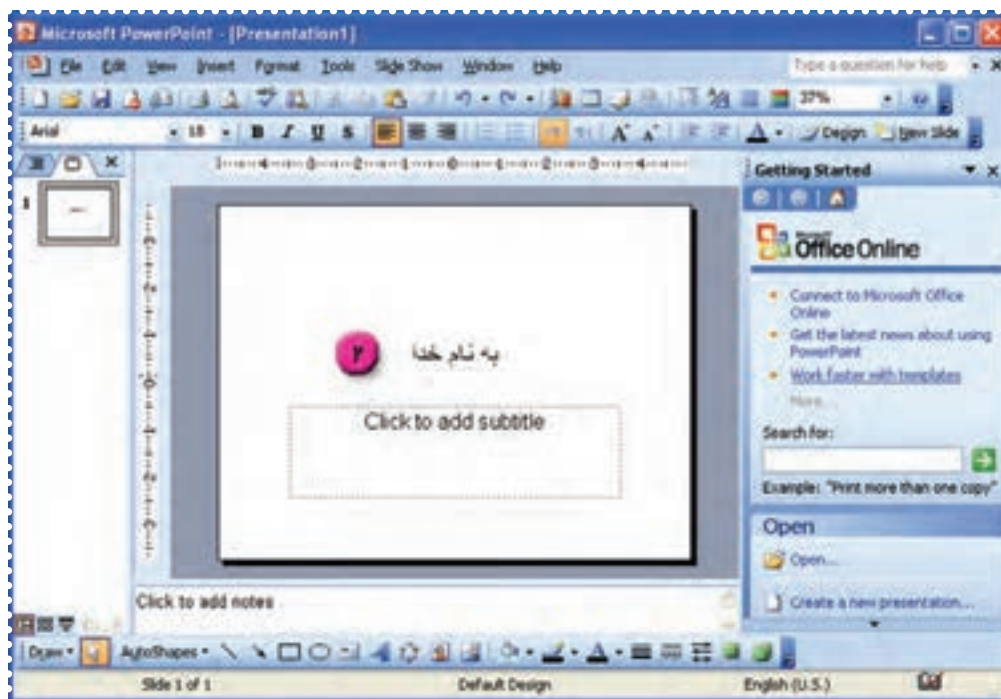 Microsoft PowerPoint - [Presentation1]
File Edit View Insert Format Tools Slide Show Window Help
Type a question for help
37%
Arial 18 B I U S A A A Design New Slide
Getting Started
1
Microsoft
Office Online
Connect to Microsoft Office
Online
Get the latest news about using
PowerPoint
Work faster with templates
More...
به نام خدا
۲
Click to add subtitle
Search for:
Example: "Print more than one copy"
Open
Open...
Create a new presentation...
Click to add notes
Draw AutoShapes A
Slide 1 of 1 Default Design English (U.S.)